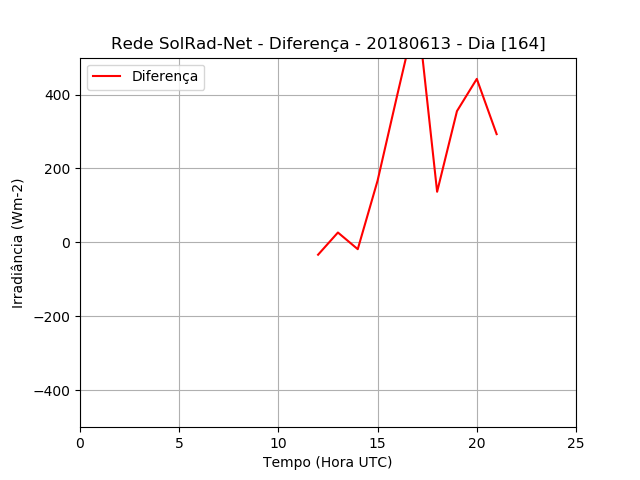 Rede SolRad-Net - Diferença - 20180613 - Dia [164]
Diferença
Irradiância (Wm-2)
400
200
0
−200
−400
0 5 10 15 20 25
Tempo (Hora UTC)